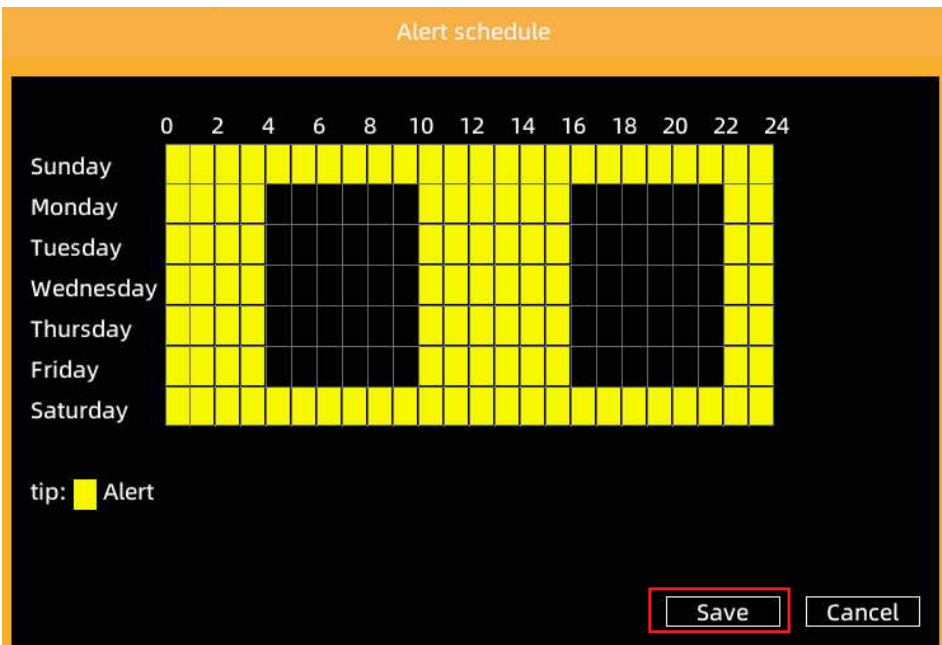 Alert schedule
0 2 4 6 8 10 12 14 16 18 20 22 24
Sunday
Monday
Tuesday
Wednesday
Thursday
Friday
Saturday
tip: Alert
Save Cancel